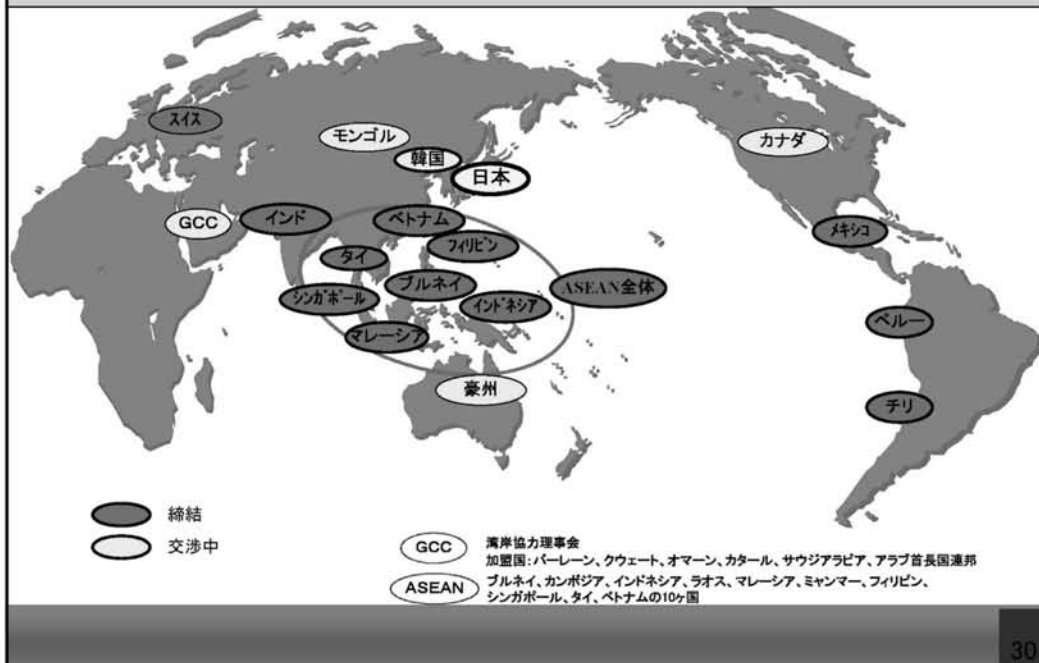 スイス
モンゴル
カナダ
韓国
日本
GCC
インド
ベトナム
メキシコ
フィリピン
タイ
ブルネイ
ASEAN全体
シンガポール
インドネシア
ペルー
マレーシア
豪州
チリ
締結
交渉中
GCC
湾岸協力理事会
加盟国:バーレーン、クウェート、オマーン、カタール、サウジアラビア、アラブ首長国連邦
ASEAN
ブルネイ、カンボジア、インドネシア、ラオス、マレーシア、ミャンマー、フィリピン、
シンガポール、タイ、ベトナムの10ヶ国
30